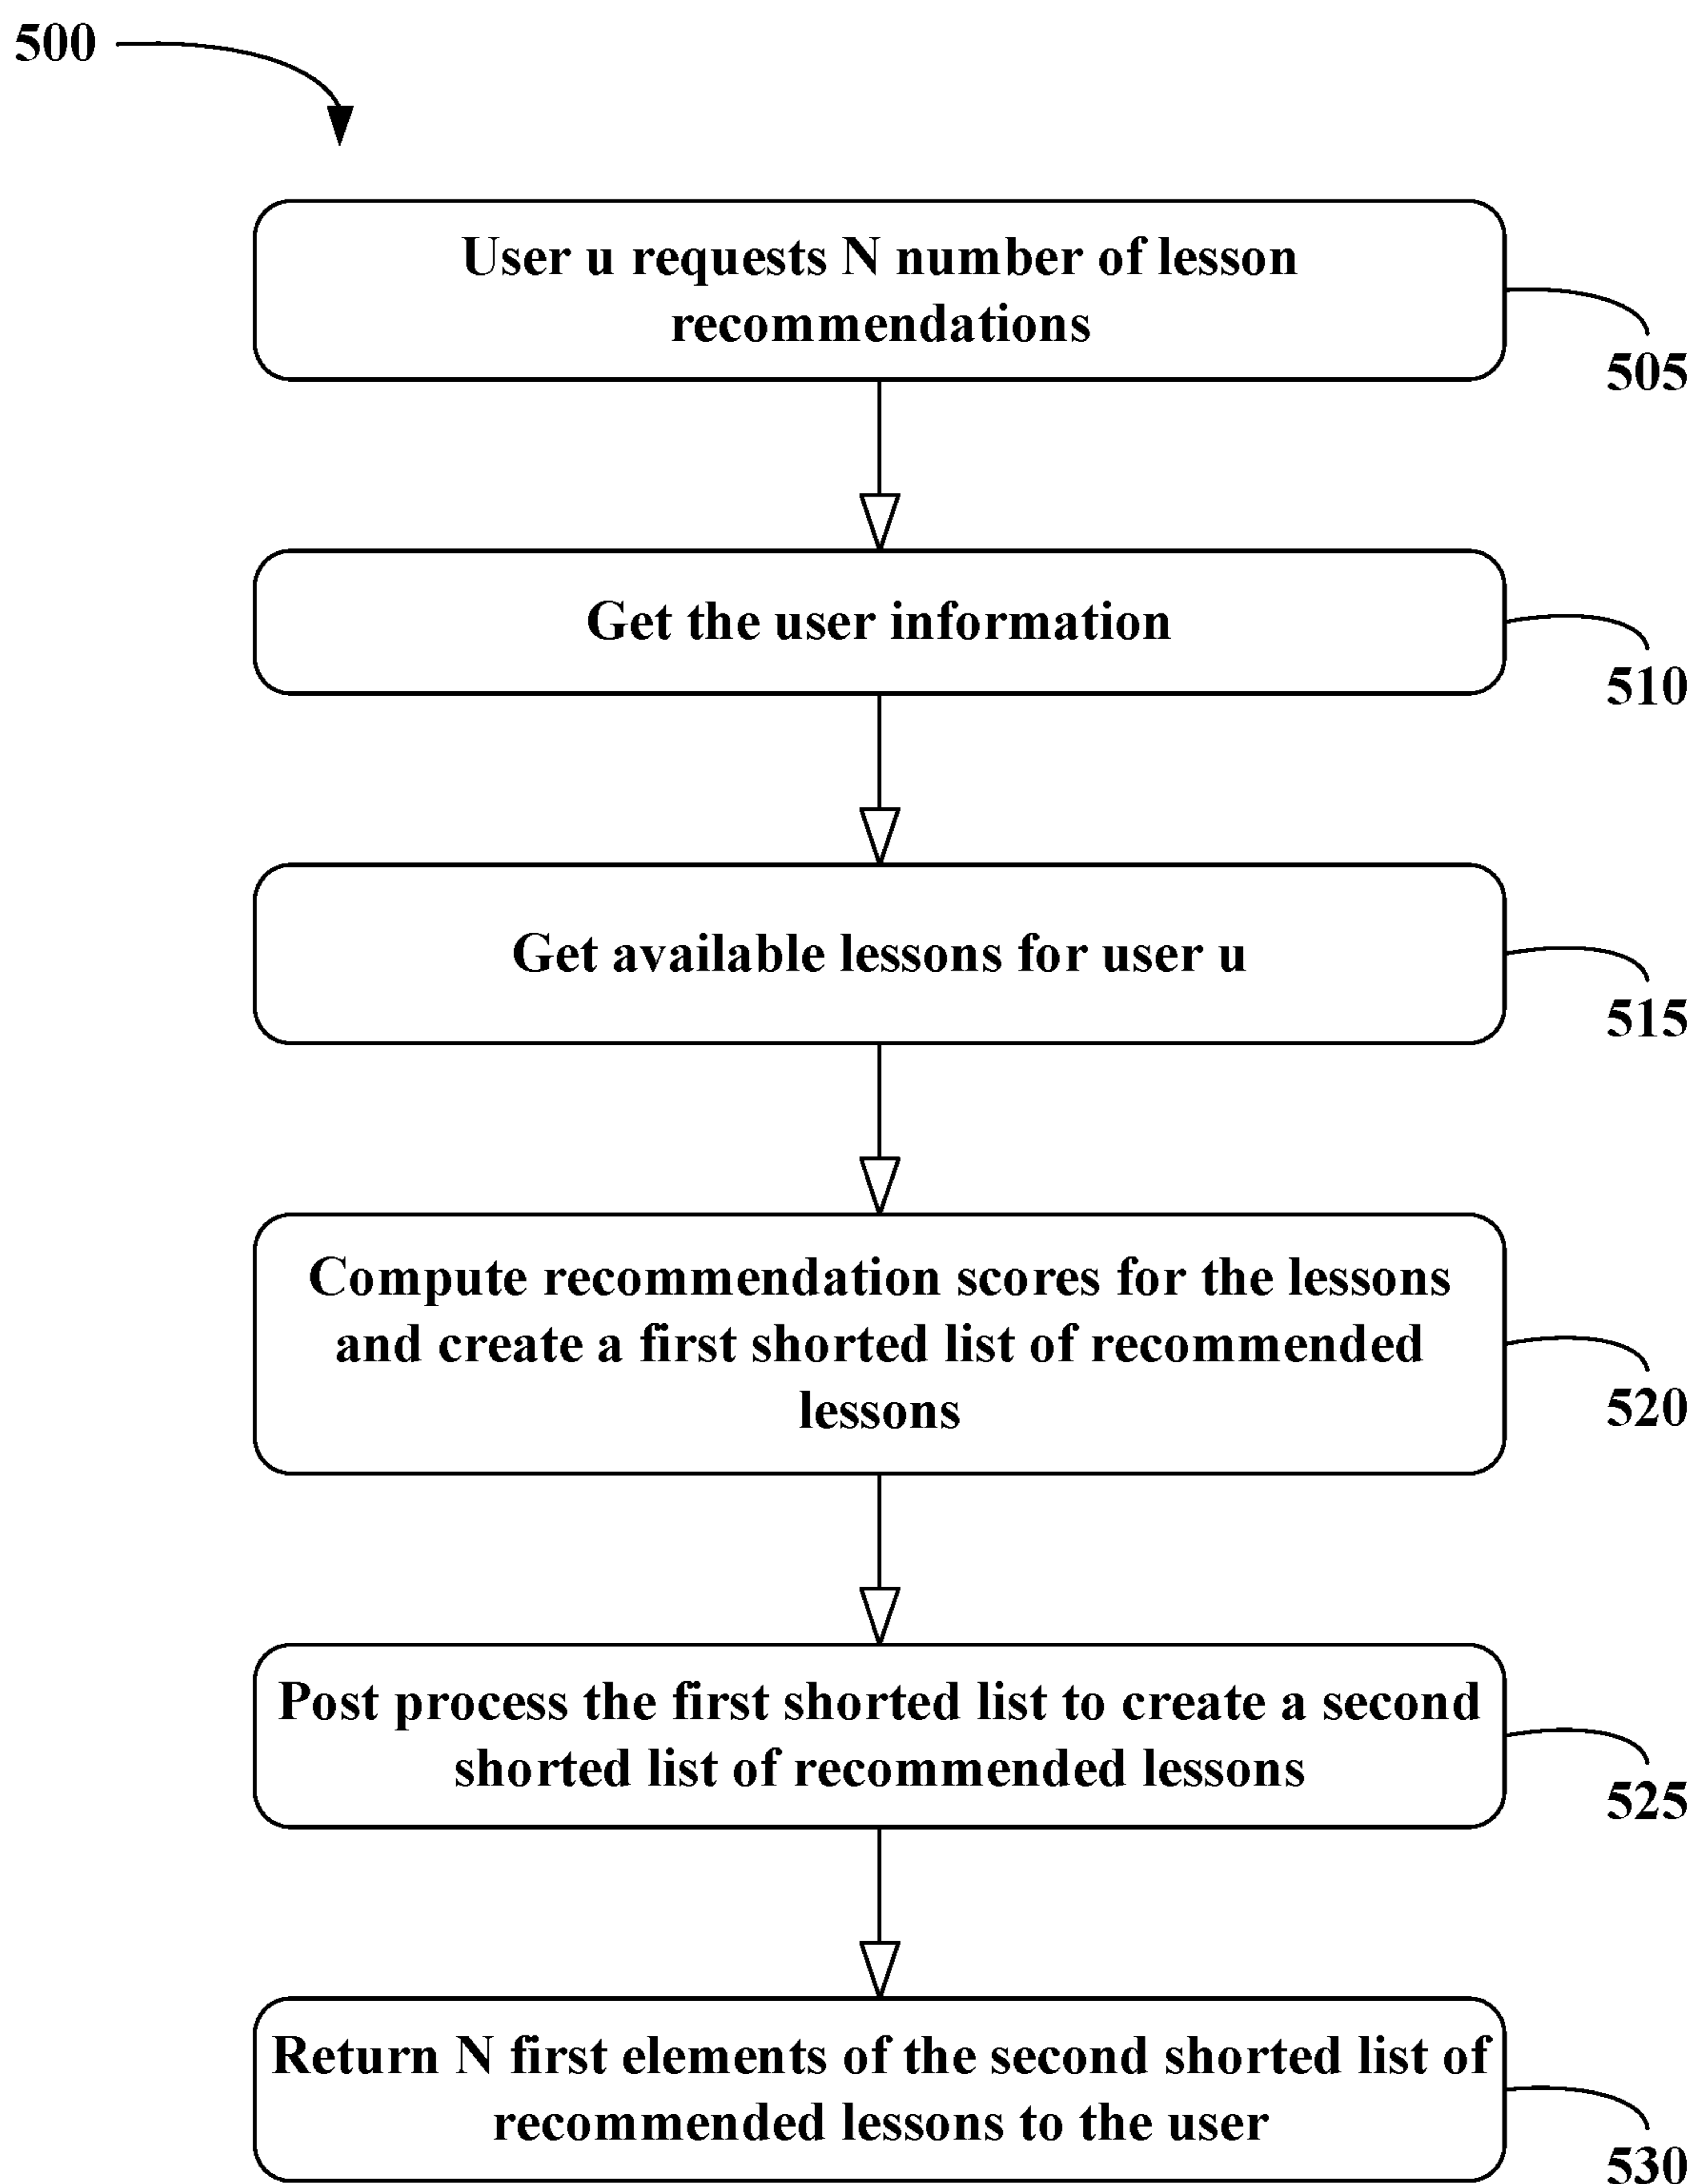 500
User u requests N number of lesson
recommendations
505
Get the user information
510
Get available lessons for user u
515
Compute recommendation scores for the lessons
and create a first shorted list of recommended
lessons
520
Post process the first shorted list to create a second
shorted list of recommended lessons
525
Return N first elements of the second shorted list of
recommended lessons to the user
530